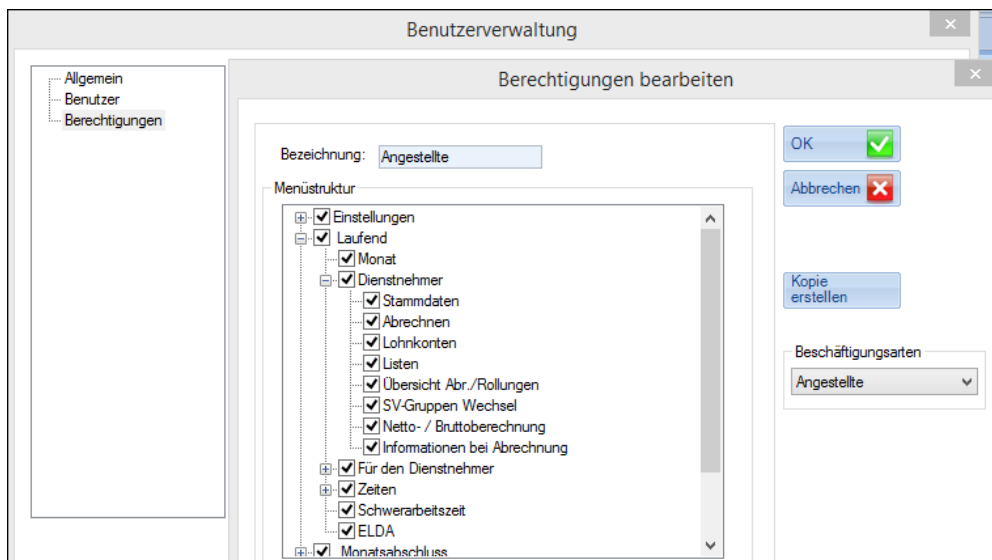 Benutzerverwaltung
Allgemein
Benutzer
Berechtigungen
Berechtigungen bearbeiten
Bezeichnung: Angestellte
Menüstruktur
Einstellungen
Laufend
Monat
Dienstnehmer
Stammdaten
Abrechnen
Lohnkonten
Listen
Übersicht Abr./Rollungen
SV-Gruppen Wechsel
Netto- / Bruttoberechnung
Informationen bei Abrechnung
Für den Dienstnehmer
Zeiten
Schwerarbeitszeit
ELDA
Monatsabschluss
OK
Abbrechen
Kopie
erstellen
Beschäftigungsarten
Angestellte